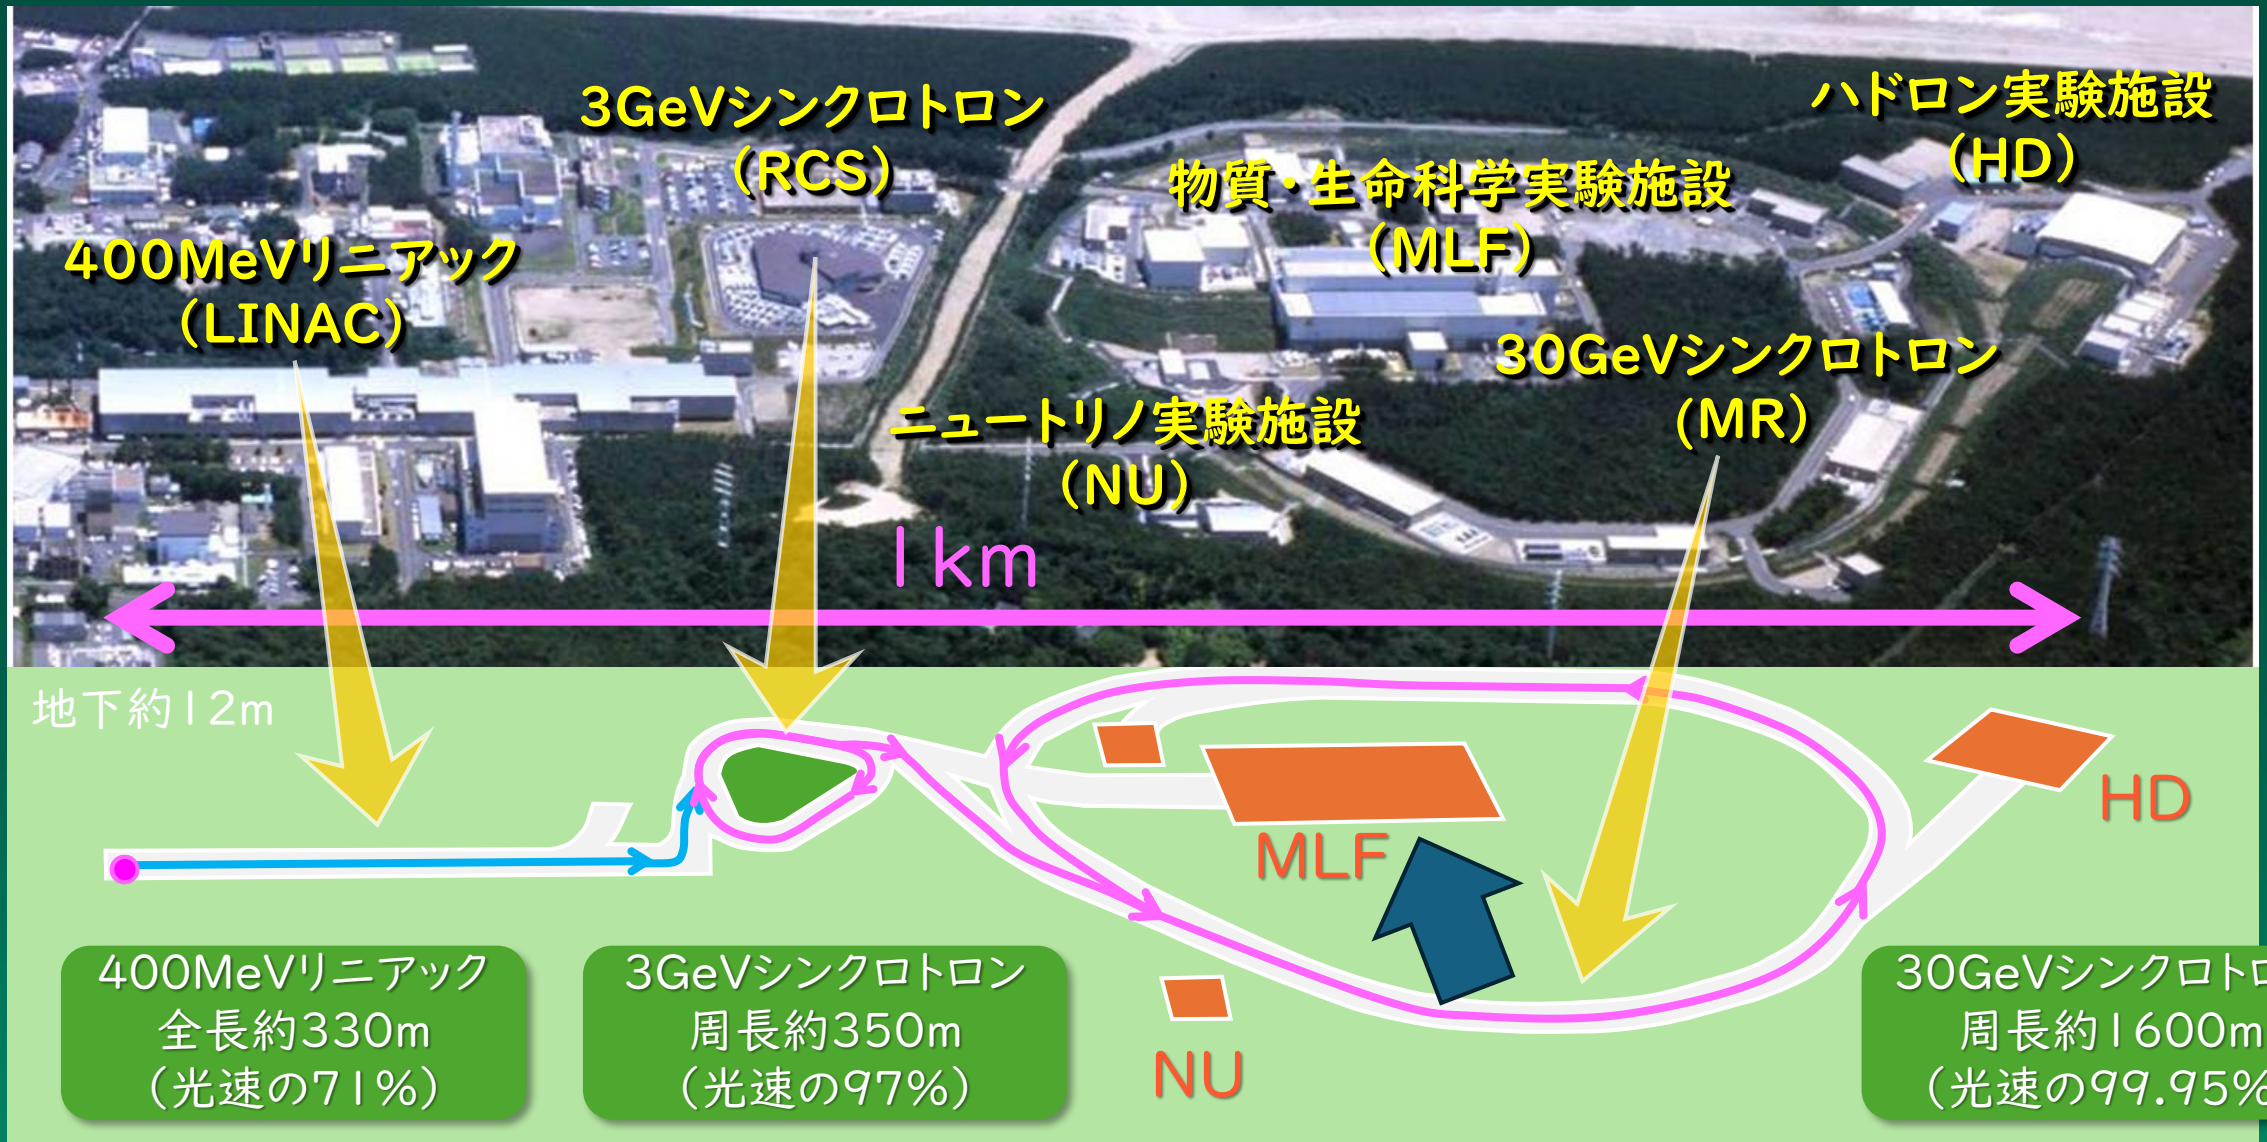 3GeVシンクロトロン
(RCS)
ハドロン実験施設
(HD)
物質・生命科学実験施設
(MLF)
400MeVリニアック
(LINAC)
30GeVシンクロトロン
(MR)
ニュートリノ実験施設
(NU)
1km
地下約12m
HD
MLF
NU
400MeVリニアック
全長約330m
(光速の71%)
3GeVシンクロトロン
周長約350m
(光速の97%)
30GeVシンクロトロ
周長約1600m
(光速の99.95%